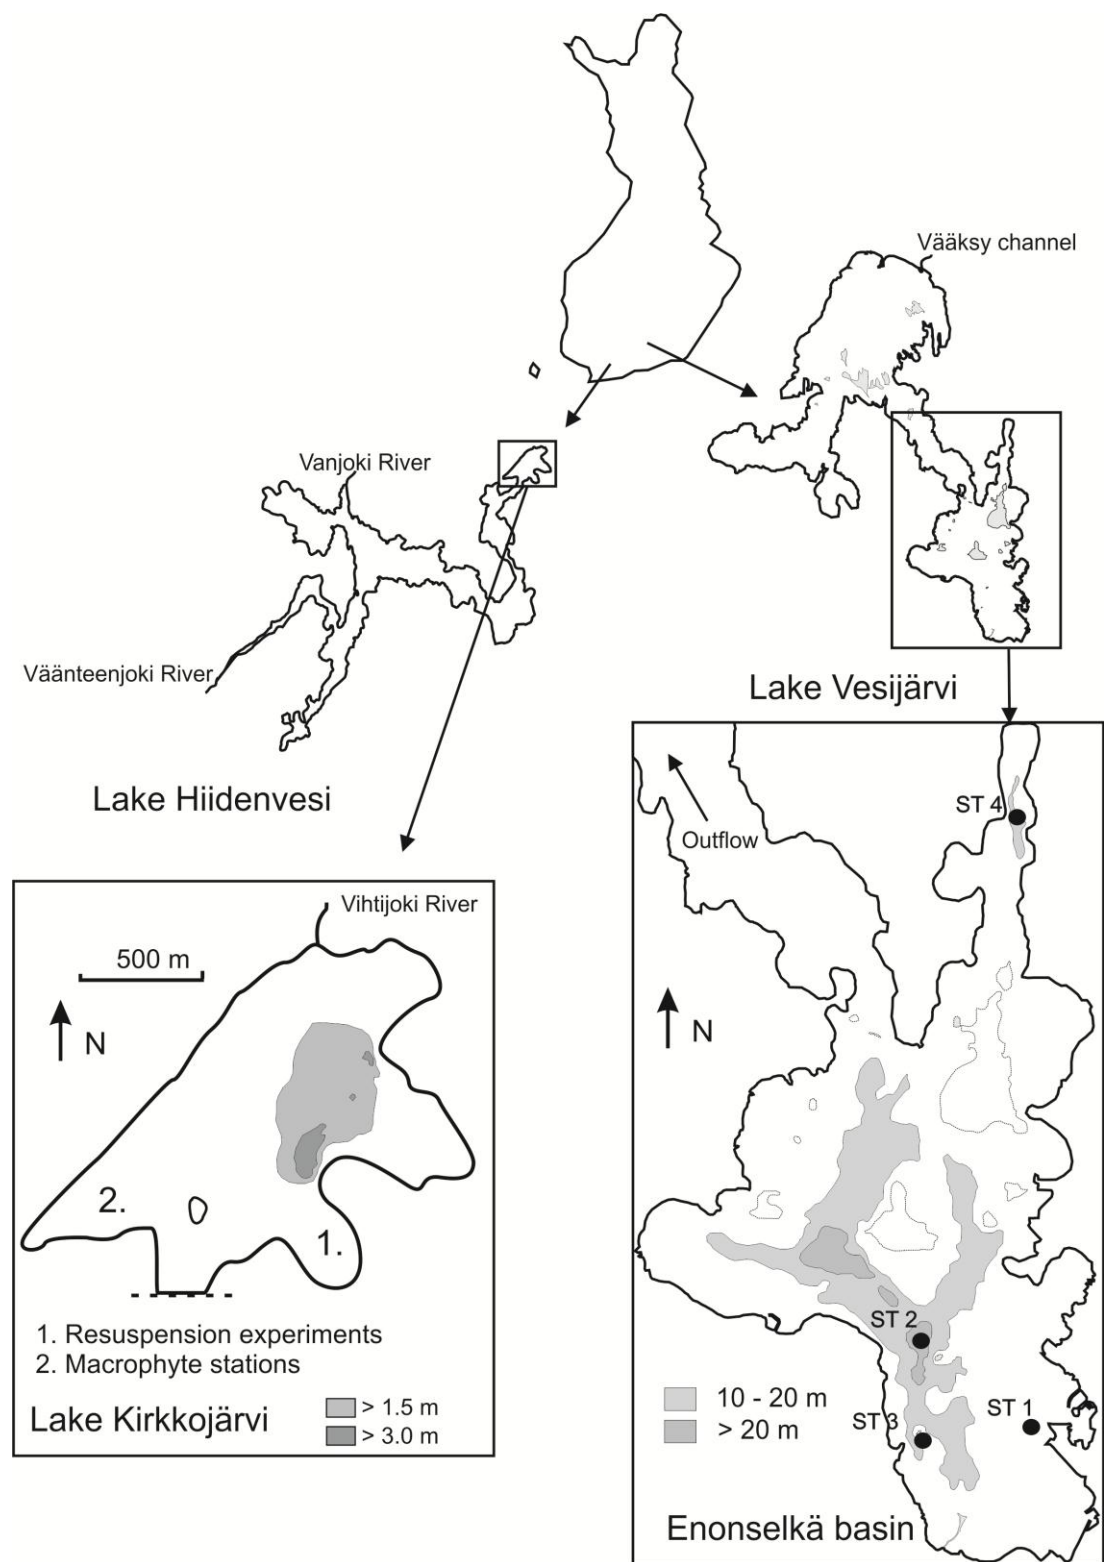 Vääksy channel
Vanjoki River
Väänteenjoki River
Lake Vesijärvi
Lake Hiidenvesi
ST 4
Outflow
Vihtijoki River
500 m
N
N
2.
1.
ST 2
1. Resuspension experiments
2. Macrophyte stations
10 - 20 m
> 20 m
ST 3
ST 1
Lake Kirkkojärvi
> 1.5 m
> 3.0 m
Enonselkä basin